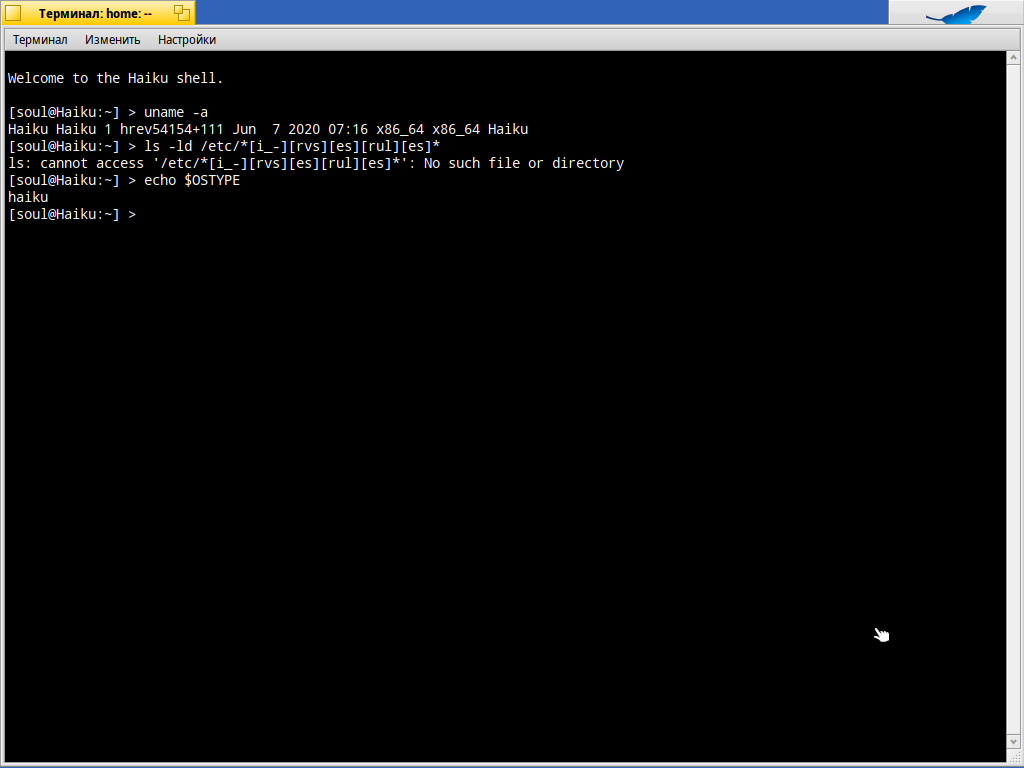 Терминал: home: --
Терминал Изменить Настройки
Welcome to the Haiku shell.
[soul@Haiku:~] > uname -a
Haiku Haiku 1 hrev54154+111 Jun  7 2020 07:16 x86_64 x86_64 Haiku
[soul@Haiku:~] > ls -ld /etc/*[i_-][rvs][es][rul][es]*
ls: cannot access '/etc/*[i_-][rvs][es][rul][es]*': No such file or directory
[soul@Haiku:~] > echo $OSTYPE
haiku
[soul@Haiku:~] >